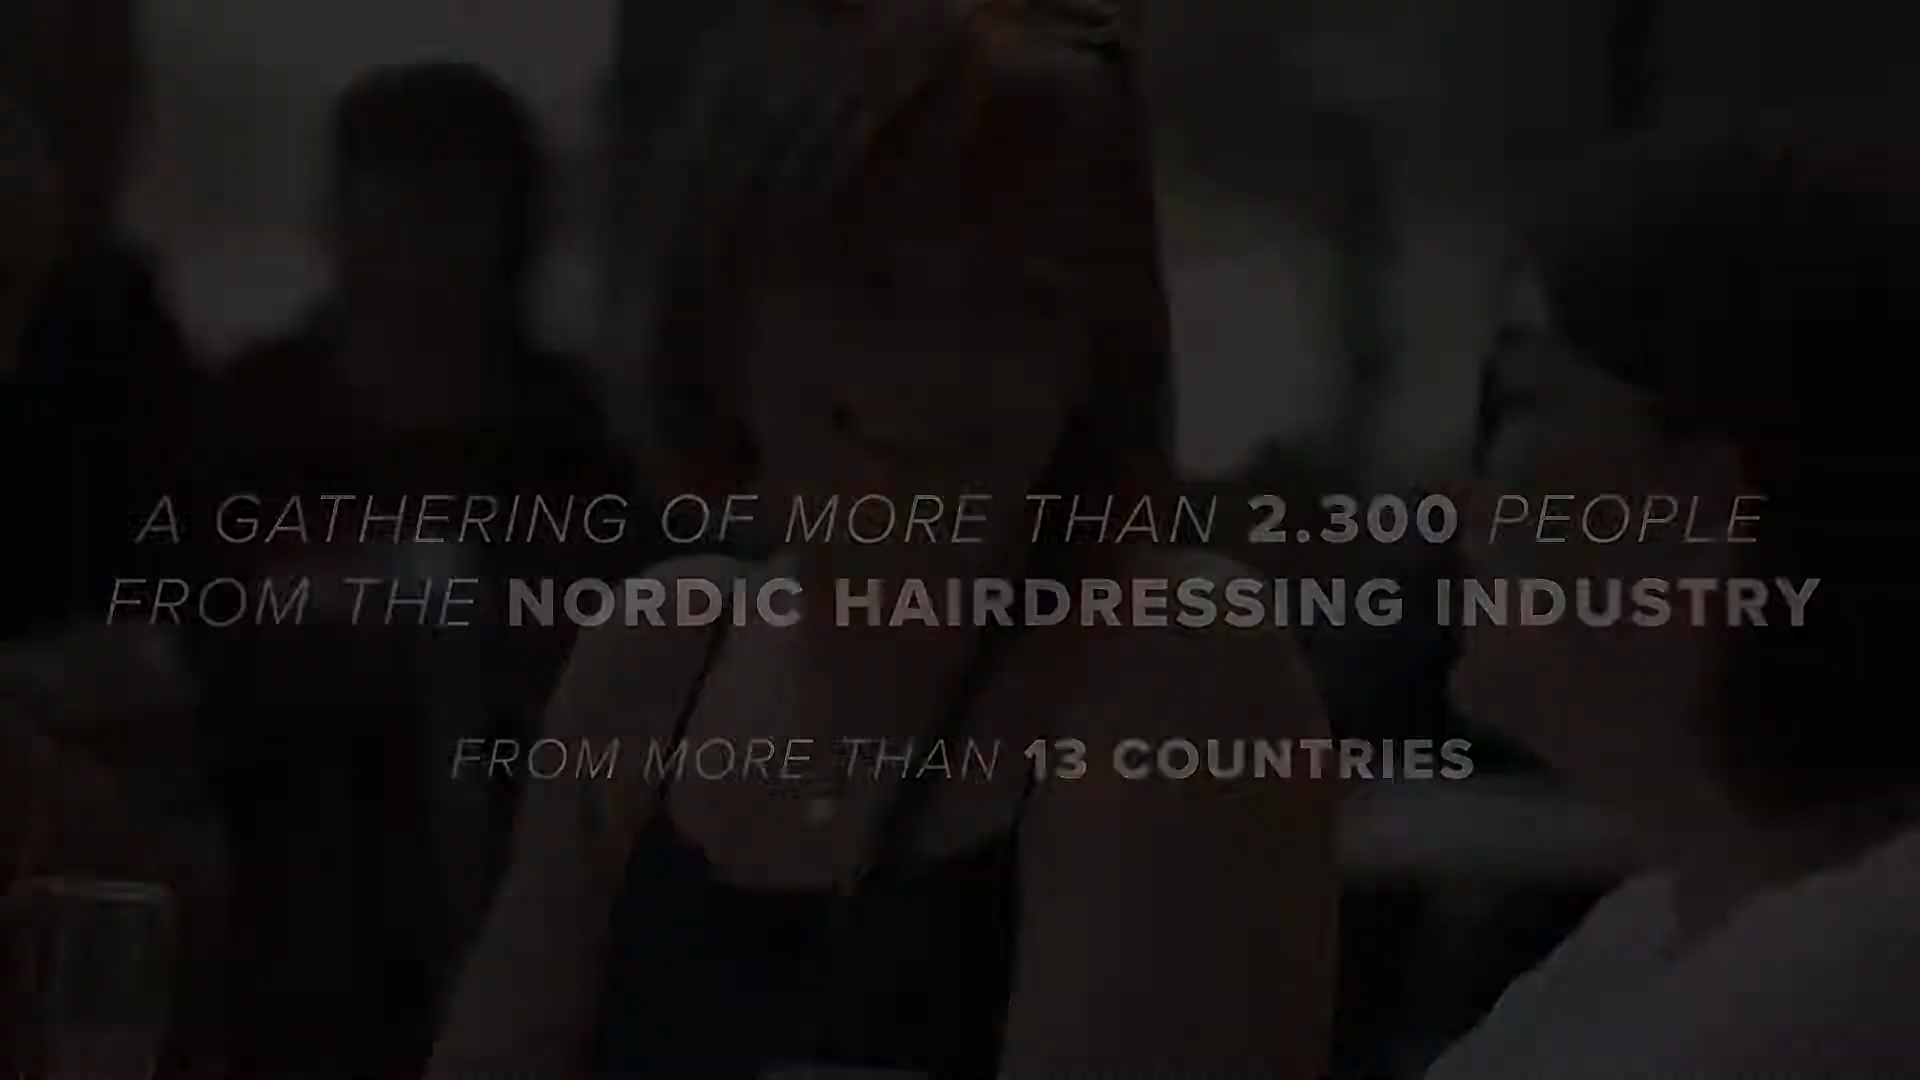 A GATHERING OF MORE THAN 2.300 PEOPLE
FROM THE NORDIC HAIRDRESSING INDUSTRY
FROM MORE THAN 13 COUNTRIES